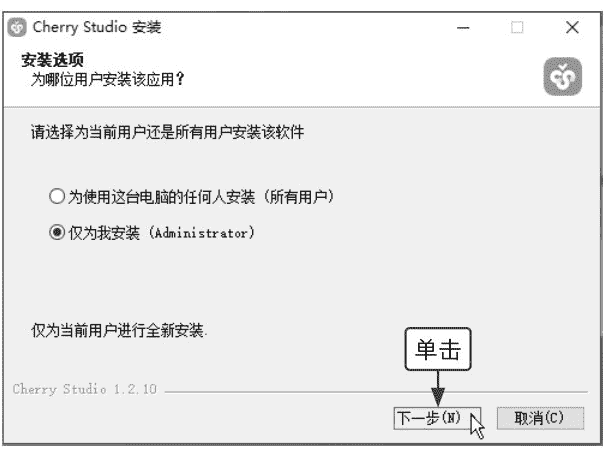 Cherry Studio 安装
安装选项
为哪位用户安装该应用？
请选择为当前用户还是所有用户安装该软件
为使用这台电脑的任何人安装（所有用户）
仅为我安装（Administrator）
仅为当前用户进行全新安装.
单击
Cherry Studio 1.2.10
下一步(N)
取消(C)